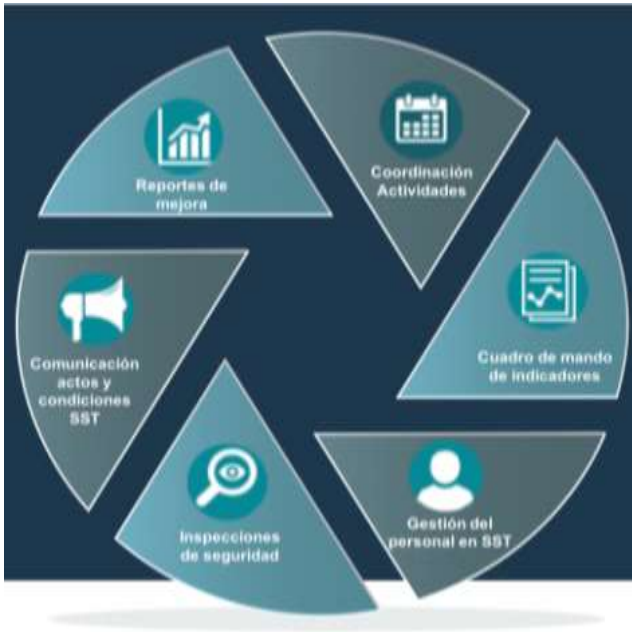 Reportes de
mejora
Coordinación
Actividades
Cuadro de mando
de indicadores
Comunicación
actos y
condiciones
SST
Inspecciones
de seguridad
Gestión del
personal en SST